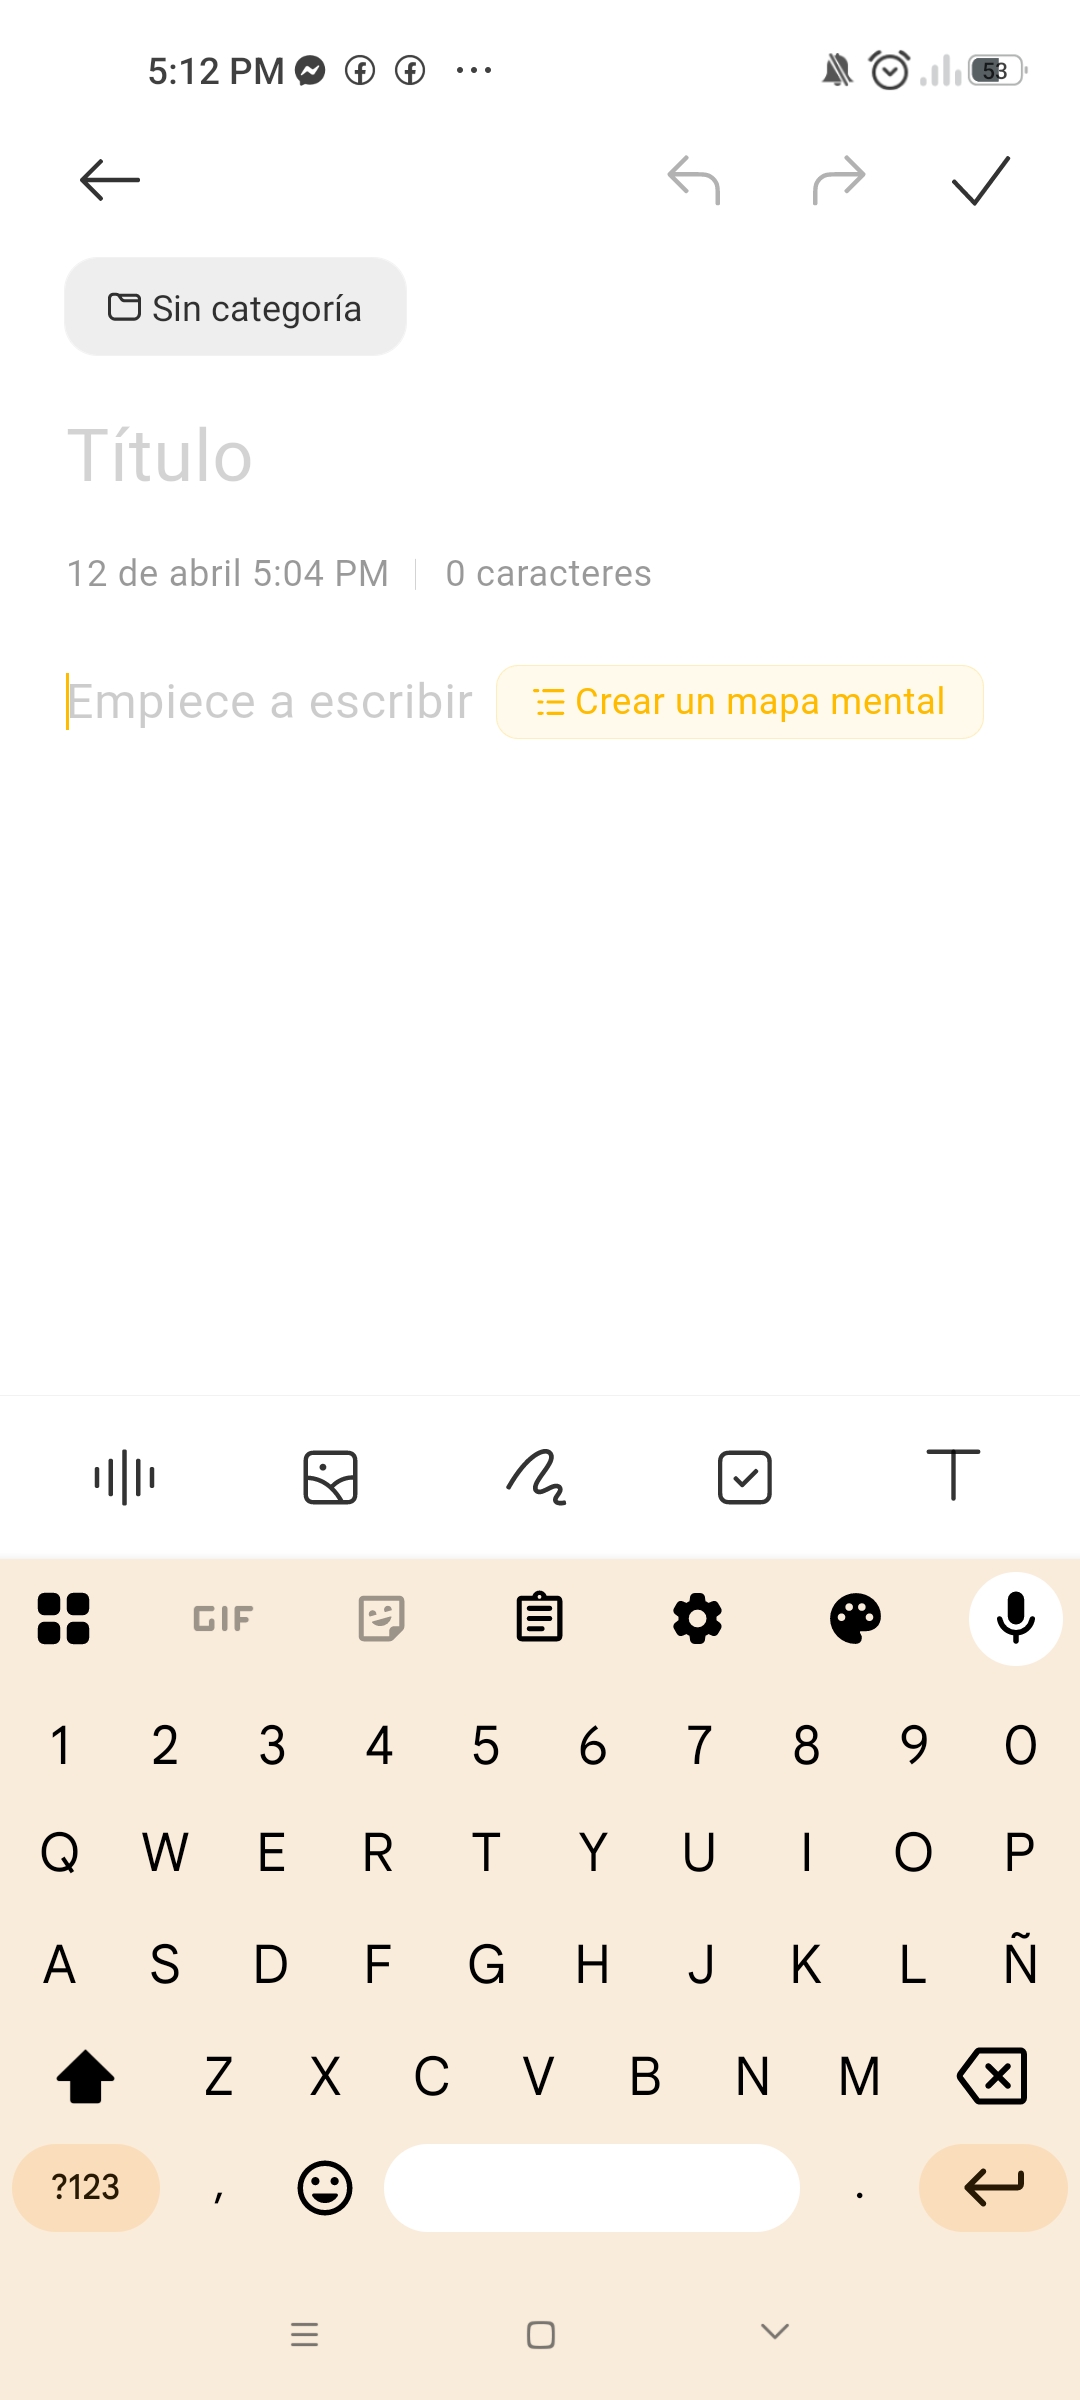 5:12 PM 53
Sin categoría
Título
12 de abril 5:04 PM | 0 caracteres
Empiece a escribir Crear un mapa mental
GIF
1 2 3 4 5 6 7 8 9 0
Q W E R T Y U I O P
A S D F G H J K L Ñ
Z X C V B N M
?123 , .